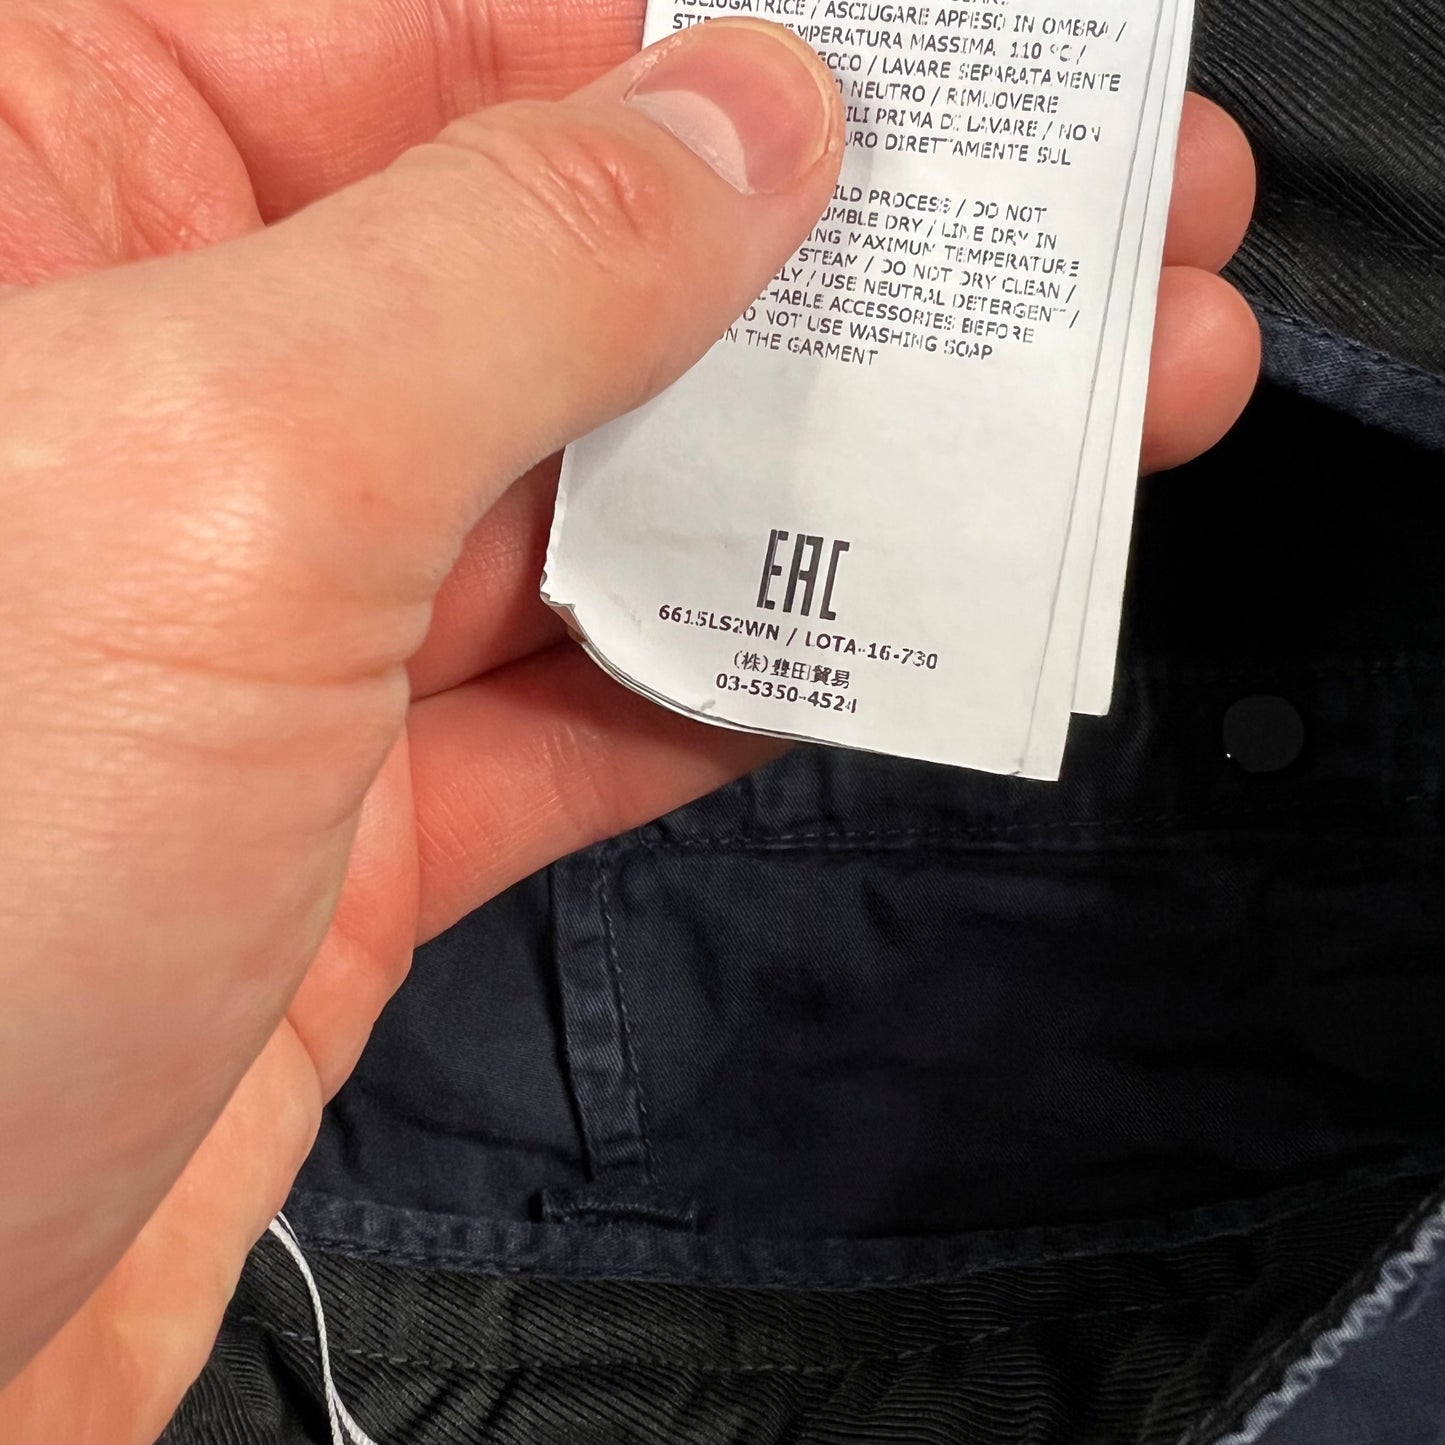 ASCIUGATRICE / ASCIUGARE APPESO IN OMBRA /
TEMPERATURA MASSIMA 110 °C /
/ LAVARE SEPARATAMENTE
NEUTRO / RIMUOVERE
PRIMA DI LAVARE / NON
DIRETTAMENTE SUL
PROCESS / DO NOT
TUMBLE DRY / LINE DRY IN
MAXIMUM TEMPERATURE
STEAM / DO NOT DRY CLEAN /
/ USE NEUTRAL DETERGENT /
ACCESSORIES BEFORE
DO NOT USE WASHING SOAP
ON THE GARMENT
EAC
6615LS2WN / LOTA-16-730
(株)豊田貿易
03-5350-4524